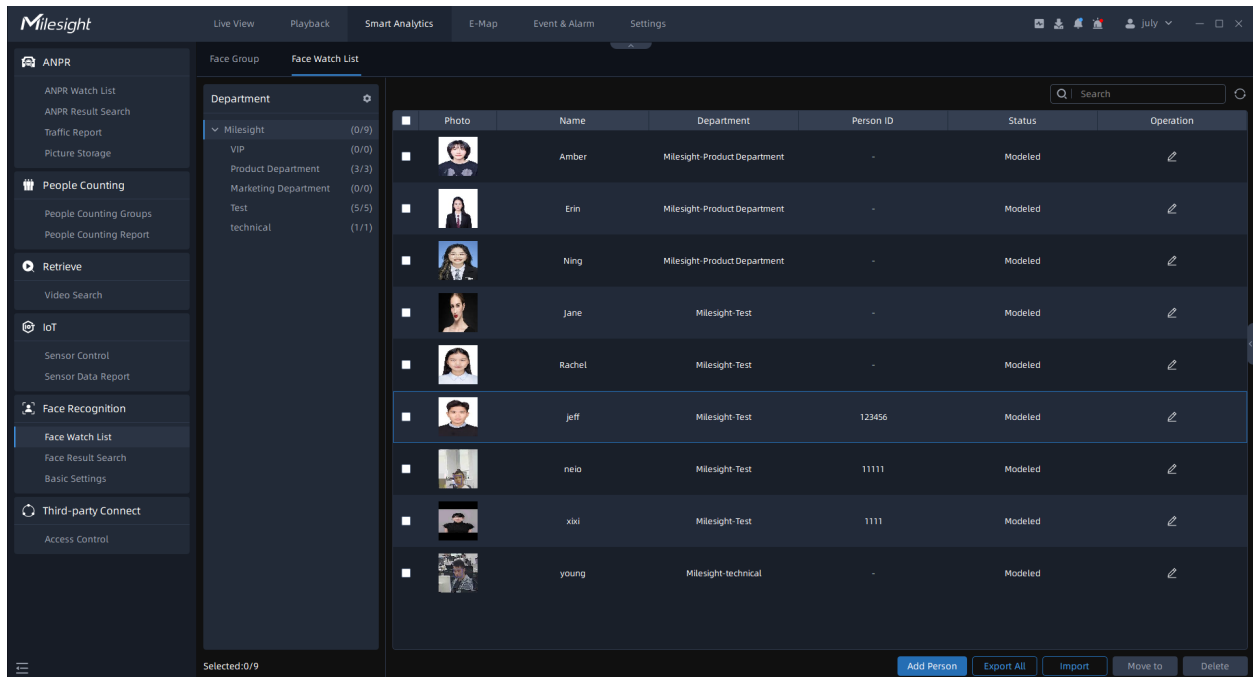 Milesight
Live View Playback Smart Analytics E-Map Event & Alarm Settings july
ANPR
ANPR Watch List
ANPR Result Search
Traffic Report
Picture Storage
People Counting
People Counting Groups
People Counting Report
Retrieve
Video Search
IoT
Sensor Control
Sensor Data Report
Face Recognition
Face Watch List
Face Result Search
Basic Settings
Third-party Connect
Access Control
Face Group Face Watch List
Department
Milesight (0/9)
VIP (0/0)
Product Department (3/3)
Marketing Department (0/0)
Test (5/5)
technical (1/1)
Search
Photo Name Department Person ID Status Operation
Amber Milesight-Product Department - Modeled
Erin Milesight-Product Department - Modeled
Ning Milesight-Product Department - Modeled
Jane Milesight-Test - Modeled
Rachel Milesight-Test - Modeled
jeff Milesight-Test 123456 Modeled
neio Milesight-Test 11111 Modeled
xixi Milesight-Test 1111 Modeled
young Milesight-technical - Modeled
Selected:0/9
Add Person Export All Import Move to Delete